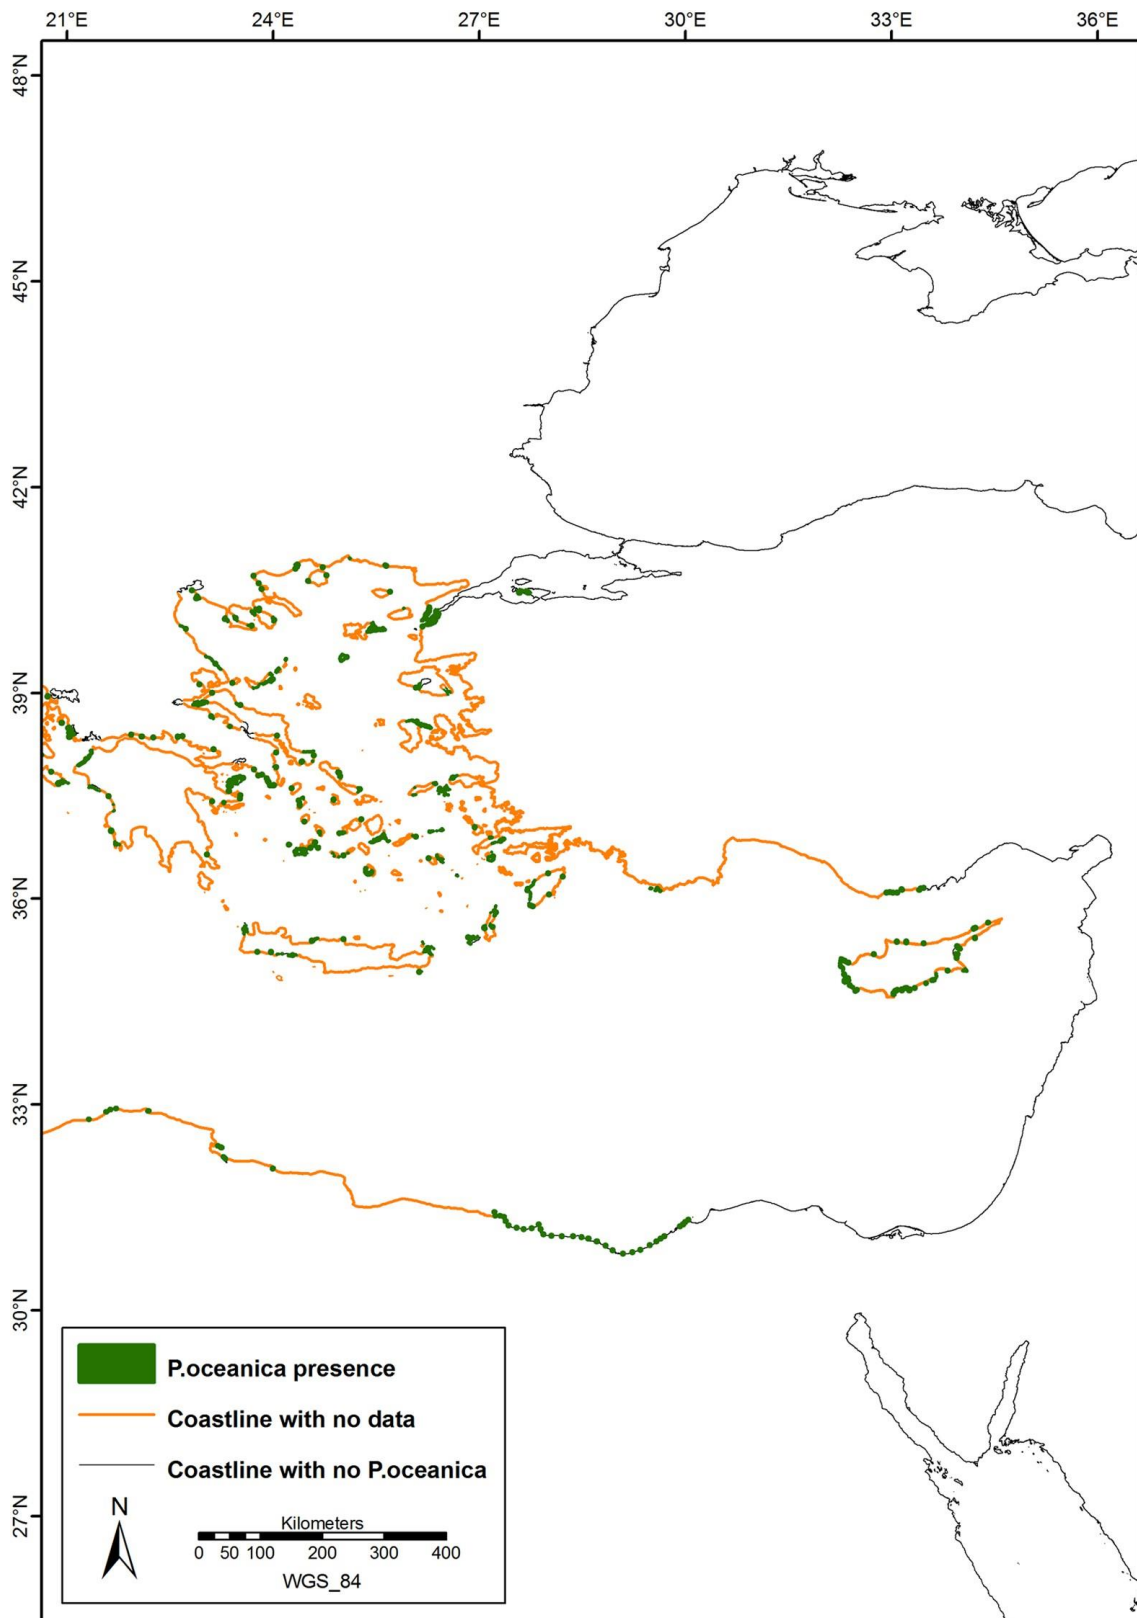 21°E 24°E 27°E 30°E 33°E 36°E
48°N
45°N
42°N
39°N
36°N
33°N
30°N
27°N
P.oceanica presence
Coastline with no data
Coastline with no P.oceanica
N
Kilometers
0 50 100 200 300 400
WGS_84